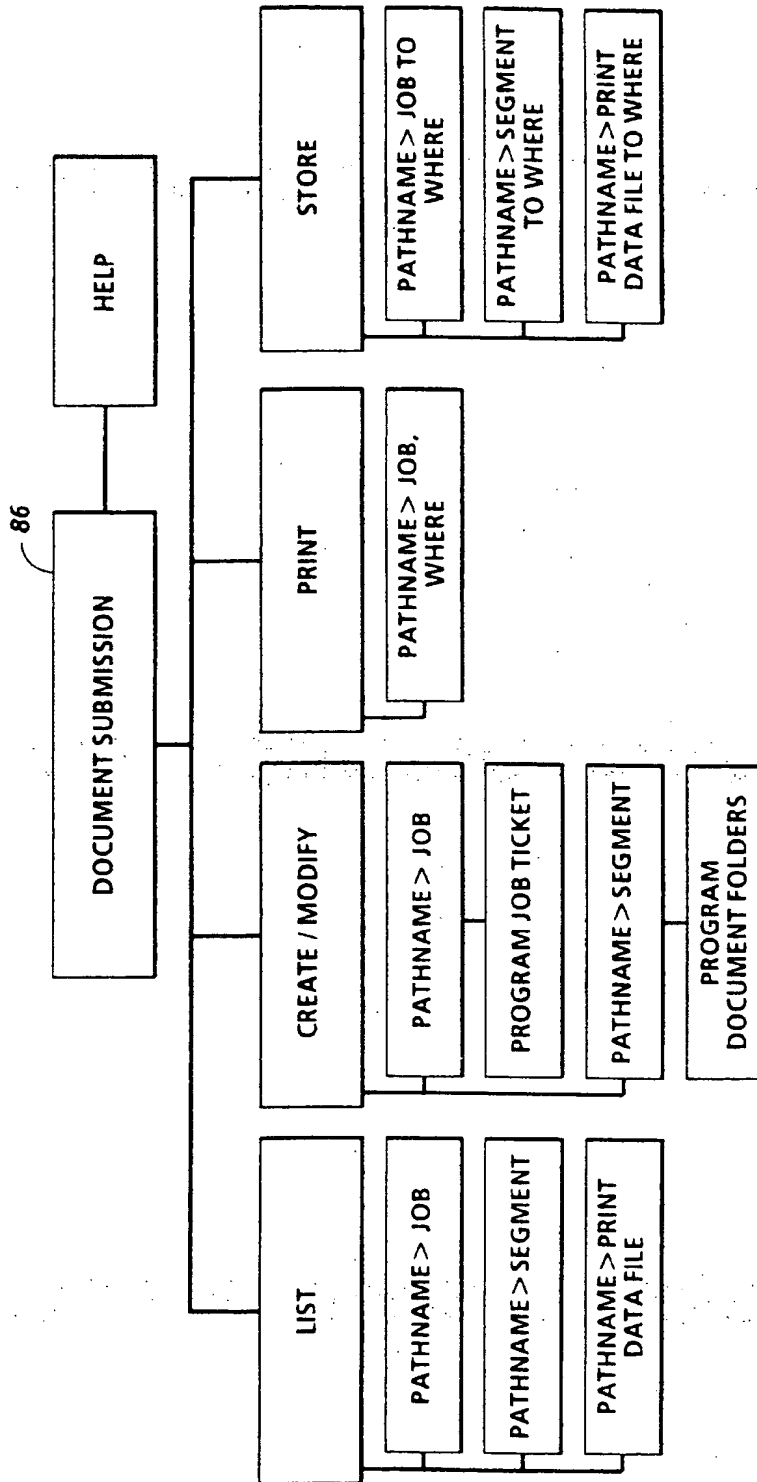 86
DOCUMENT SUBMISSION
HELP
LIST
PATHNAME > JOB
PATHNAME > SEGMENT
PATHNAME > PRINT
DATA FILE
CREATE / MODIFY
PATHNAME > JOB
PROGRAM JOB TICKET
PATHNAME > SEGMENT
PROGRAM
DOCUMENT FOLDERS
PRINT
PATHNAME > JOB,
WHERE
STORE
PATHNAME > JOB TO
WHERE
PATHNAME > SEGMENT
TO WHERE
PATHNAME > PRINT
DATA FILE TO WHERE